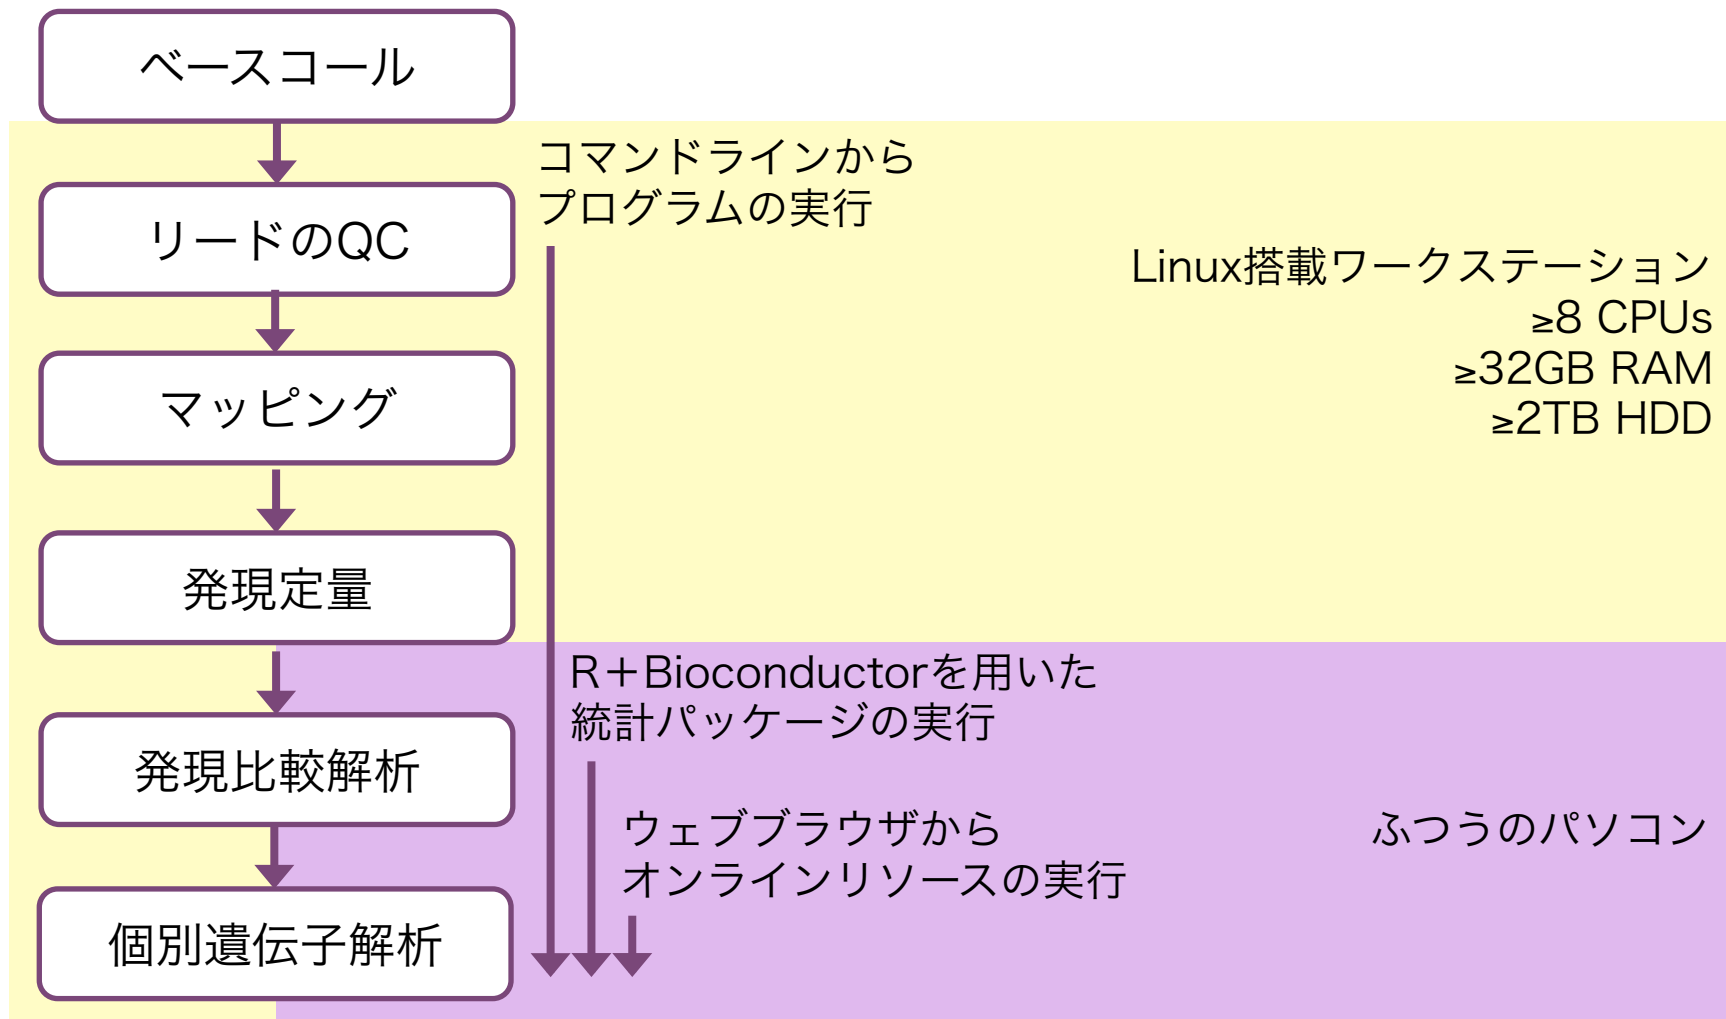 ベースコール
コマンドラインから
プログラムの実行
リードのQC
Linux搭載ワークステーション
≥8 CPUs
≥32GB RAM
≥2TB HDD
マッピング
発現定量
R＋Bioconductorを用いた
統計パッケージの実行
発現比較解析
ウェブブラウザから
オンラインリソースの実行
ふつうのパソコン
個別遺伝子解析